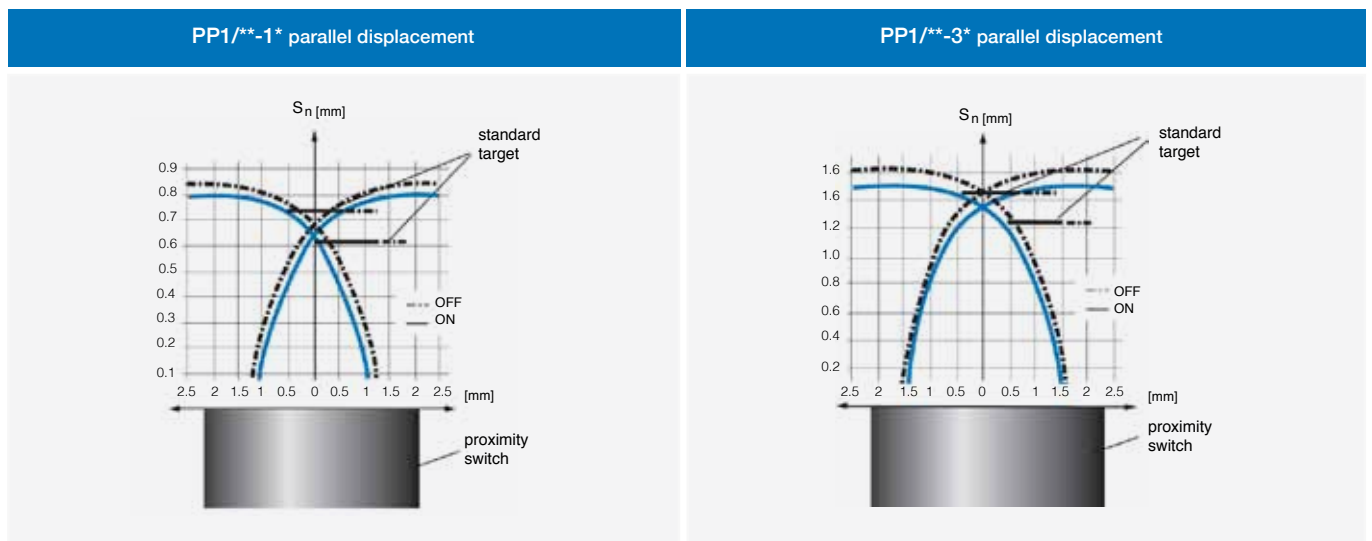 PP1/**-1* parallel displacement
S n [mm]
standard
target
0.9
0.8
0.7
0.6
0.5
0.4
0.3
0.2
0.1
OFF
ON
2.5 2 1.5 1 0.5 0 0.5 1 1.5 2 2.5 [mm]
proximity
switch
PP1/**-3* parallel displacement
S n [mm]
standard
target
1.6
1.6
1.2
1.0
0.8
0.6
0.4
0.2
OFF
ON
2.5 2 1.5 1 0.5 0 0.5 1 1.5 2 2.5 [mm]
proximity
switch